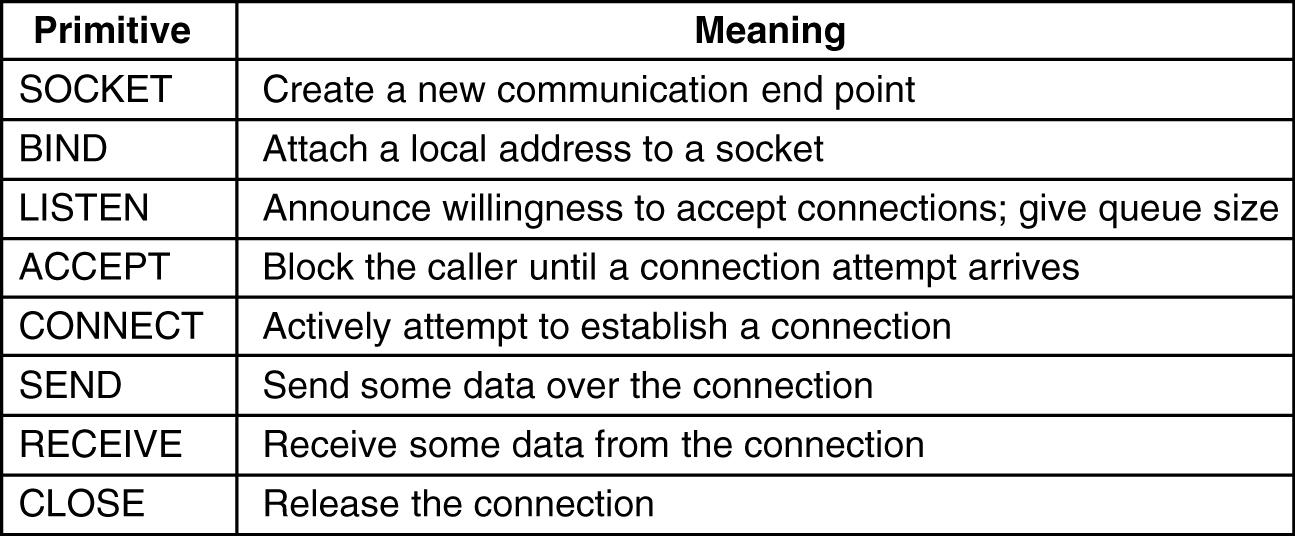 Primitive Meaning
SOCKET Create a new communication end point
BIND Attach a local address to a socket
LISTEN Announce willingness to accept connections; give queue size
ACCEPT Block the caller until a connection attempt arrives
CONNECT Actively attempt to establish a connection
SEND Send some data over the connection
RECEIVE Receive some data from the connection
CLOSE Release the connection